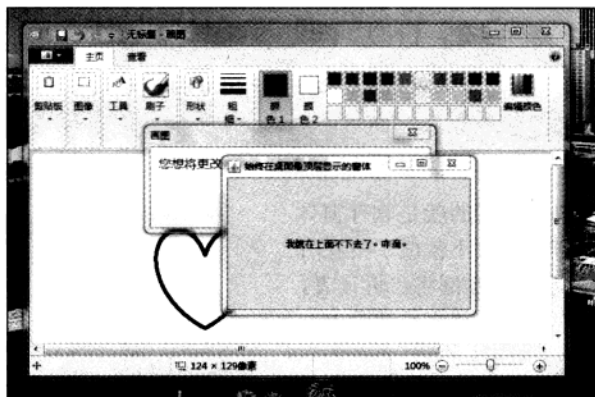 无标题 - 画图
主页 查看
剪贴板 图像 工具 刷子 形状 粗细 颜色 1 颜色 2 编辑颜色
画图
您想将更改
始终在桌面最顶层显示的窗体
我就在上面不下去了。咋滴。
124 × 129像素 100%